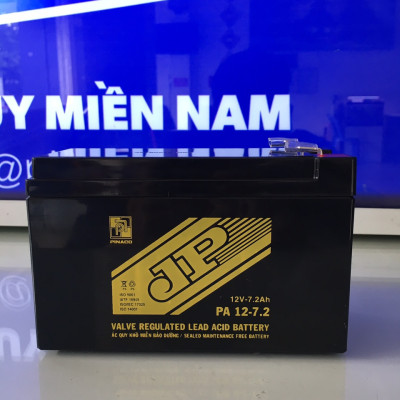 UY MIỀN NAM
@
PINACO
JP
12V-7.2Ah
PA 12-7.2
VALVE REGULATED LEAD ACID BATTERY
ẮC QUY KHÔ MIỄN BẢO DƯỠNG / SEALED MAINTENANCE FREE BATTERY